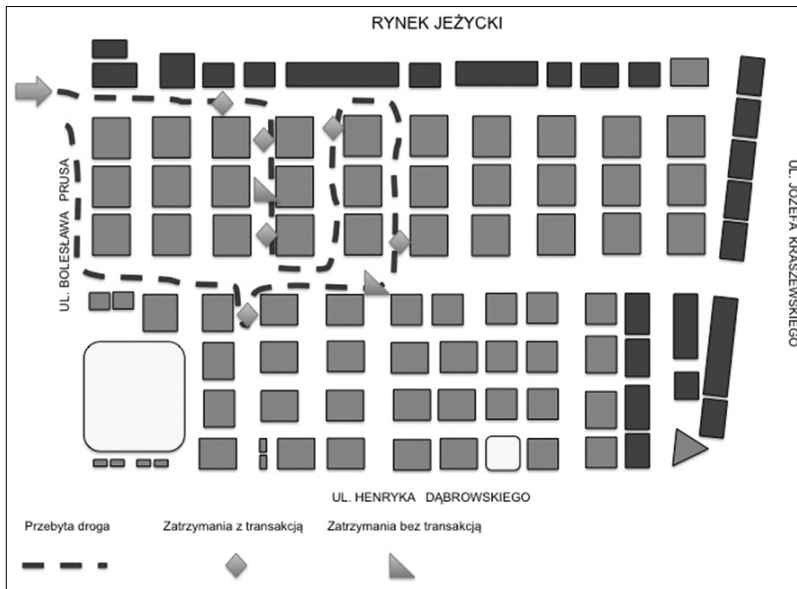 RYNEK JEŻYCKI
UL. BOLESŁAWA PRUSA
UL. JÓZEFA KRASZEWSKIEGO
UL. HENRYKA DĄBROWSKIEGO
Przebyta droga
Zatrzymania z transakcją
Zatrzymania bez transakcją